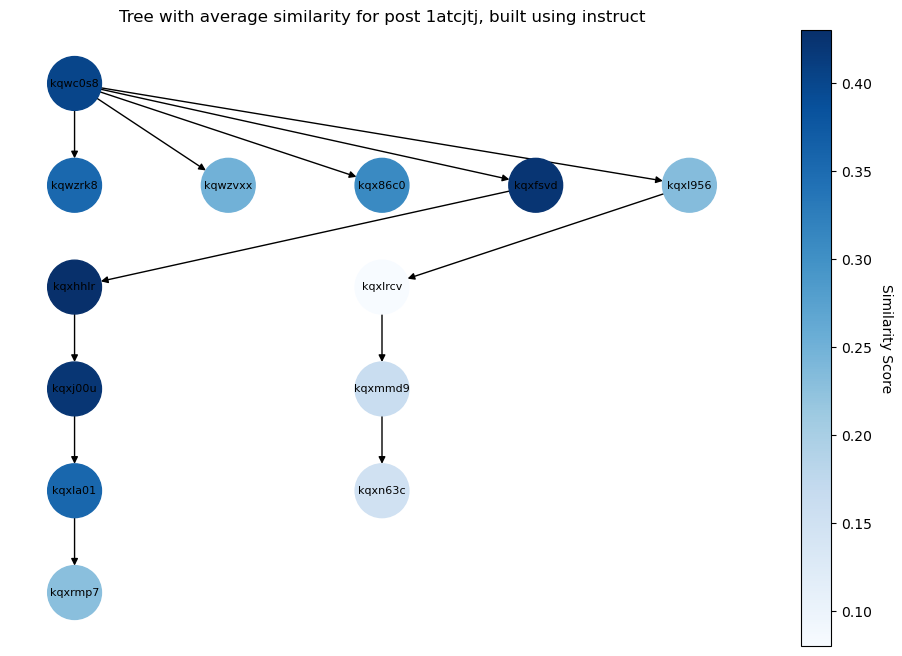 Tree with average similarity for post 1atcjtj, built using instruct
kqwc0s8
kqwzrk8
kqwzvxx
kqx86c0
kqxfsvd
kqxl956
kqxhhlr
kqxlrcv
kqxj00u
kqxmmd9
kqxla01
kqxn63c
kqxrmp7
0.40
0.35
0.30
0.25
0.20
0.15
0.10
Similarity Score